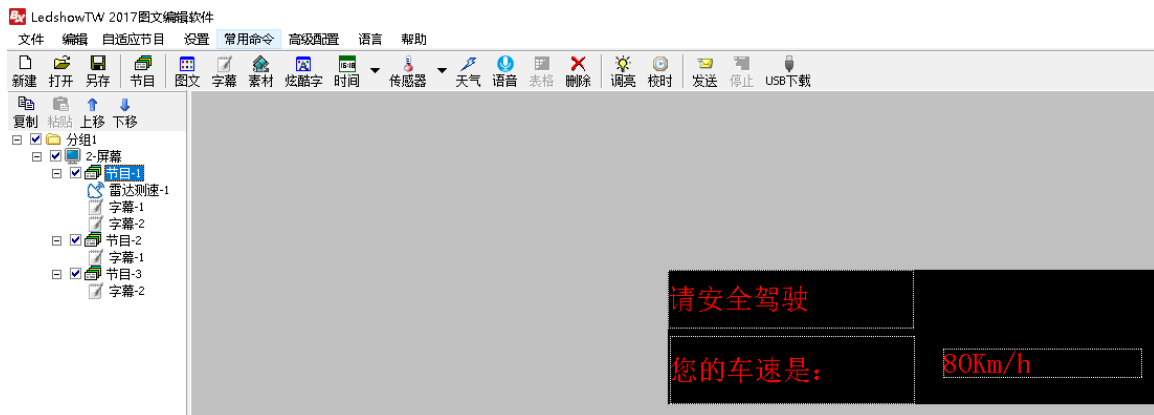 LedshowTW 2017图文编辑软件
文件 编辑 自适应节目 设置 常用命令 高级配置 语言 帮助
新建 打开 另存 节目 图文 字幕 素材 炫酷字 时间 传感器 天气 语音 表格 删除 调亮 校时 发送 停止 USB下载
复制 粘贴 上移 下移
分组1
2-屏幕
节目-1
雷达测速-1
字幕-1
字幕-2
节目-2
字幕-1
节目-3
字幕-2
请安全驾驶
您的车速是: 80Km/h